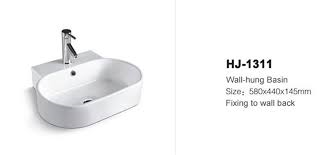 HJ-1311
Wall-hung Basin
Size：580x440x145mm
Fixing to wall back